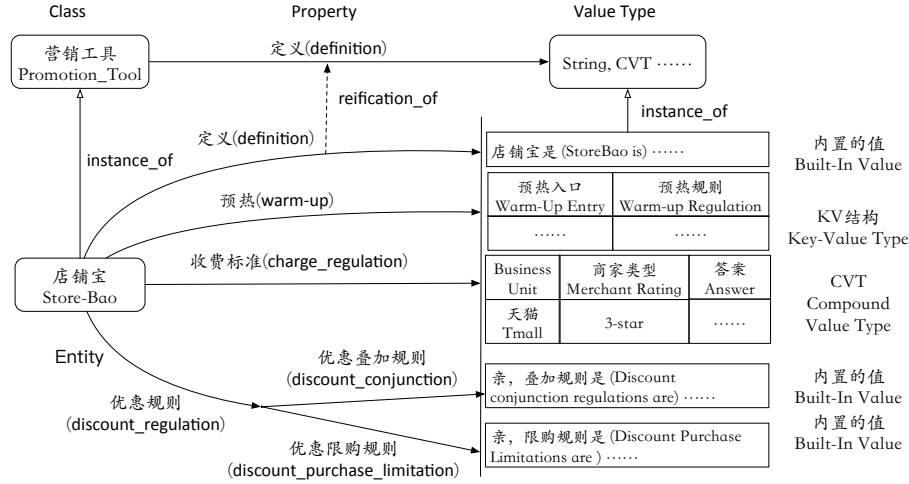 Class
Property
Value Type
营销工具
Promotion_Tool
定义(definition)
String, CVT ……
reification_of
instance_of
instance_of
定义(definition)
店铺宝是 (StoreBao is) ……
内置的值
Built-In Value
预热(warm-up)
预热入口
Warm-Up Entry
预热规则
Warm-up Regulation
……
……
KV结构
Key-Value Type
店铺宝
Store-Bao
收费标准(charge_regulation)
Business
Unit
商家类型
Merchant Rating
答案
Answer
天猫
Tmall
3-star
……
CVT
Compound
Value Type
Entity
优惠规则
(discount_regulation)
优惠叠加规则
(discount_conjunction)
亲，叠加规则是 (Discount
conjunction regulations are) ……
内置的值
Built-In Value
优惠限购规则
(discount_purchase_limitation)
亲，限购规则是 (Discount Purchase
Limitations are ) ……
内置的值
Built-In Value